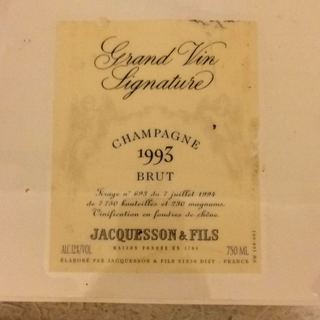 Grand Vin
Signature
CHAMPAGNE
1993
BRUT
Tirage n° 693 du 7 juillet 1994
de 7 750 bouteilles et 230 magnums.
Vinification en foudres de chêne.
JACQUESSON & FILS
ALC.12%VOL
MAISON FONDÉE EN 1798
750 ML
ÉLABORÉ PAR JACQUESSON & FILS 51530 DIZY - FRANCE